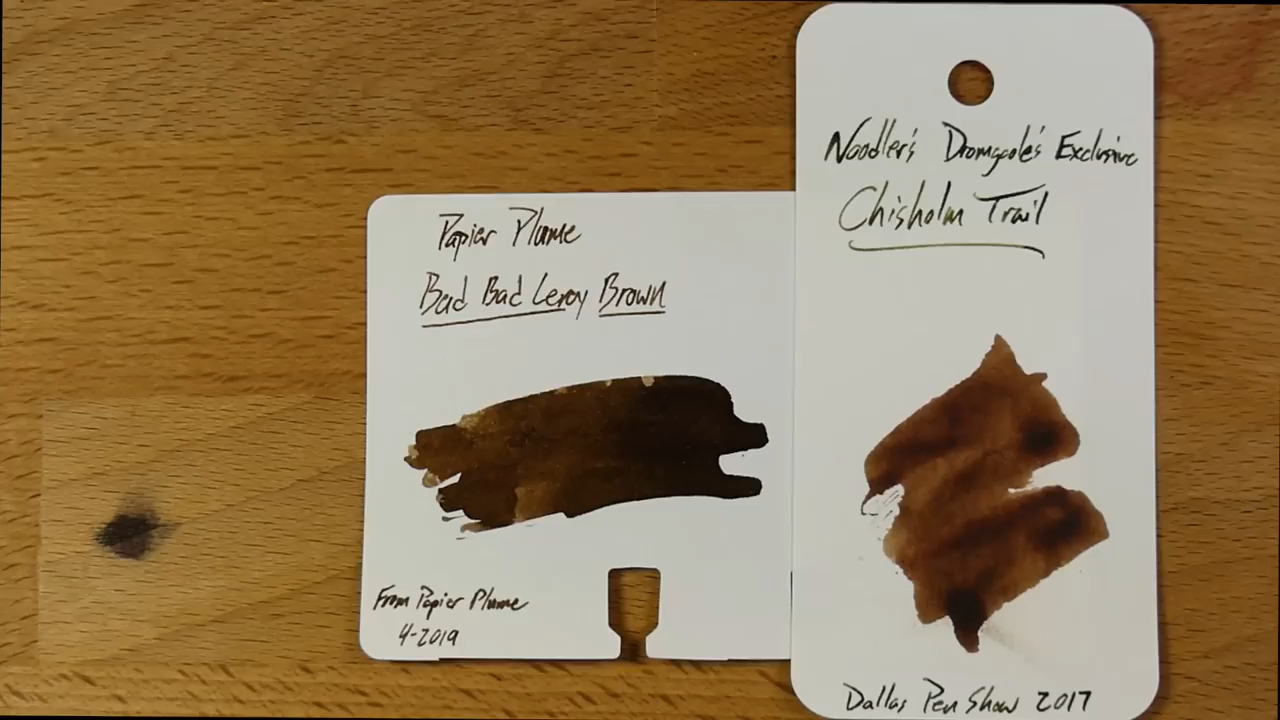 Papier Plume
Bad Bad Leroy Brown
From Papier Plume
4-2019
Noodler's Dromgoole's Exclusive
Chisholm Trail
Dallas Pen Show 2017